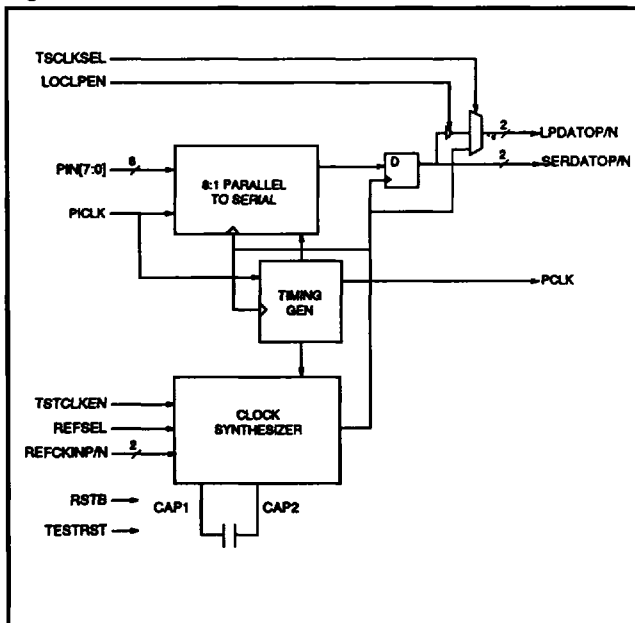 TSCLKSEL
LOCLPEN
2
LPDATOP/N
D
2
SERDATOP/N
PIN[7:0]
8
8:1 PARALLEL
TO SERIAL
PICLK
TIMING
GEN
PCLK
TSTCLKEN
REFSEL
REFCKINP/N
2
CLOCK
SYNTHESIZER
RSTB
CAP1
CAP2
TESTRST